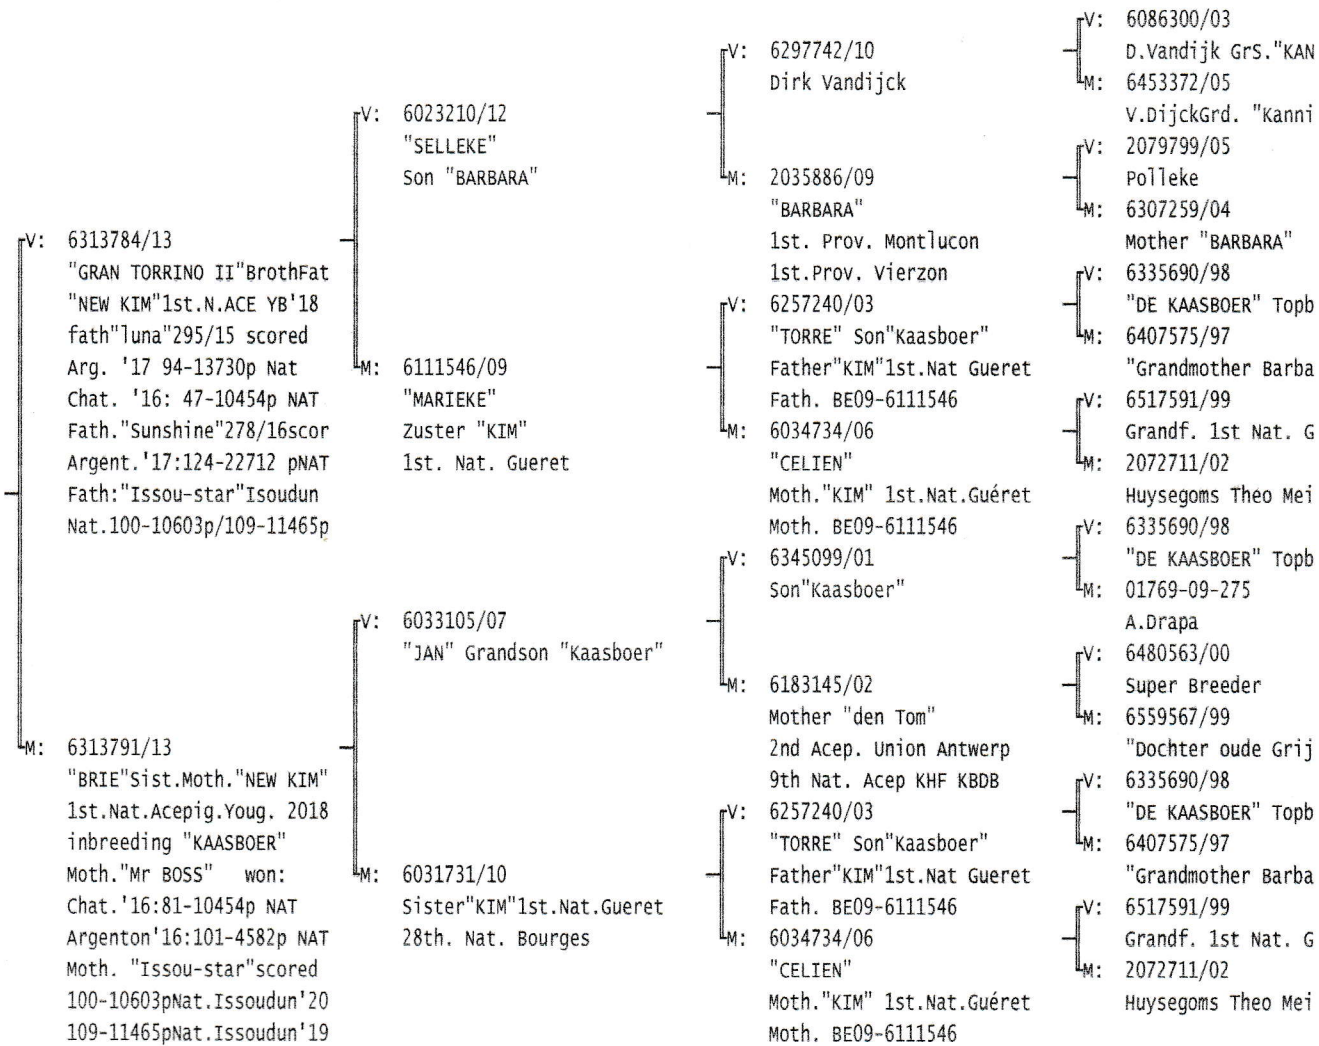 V: 6313784/13
"GRAN TORRINO II"BrothFat
"NEW KIM"1st.N.ACE YB'18
fath"luna"295/15 scored
Arg. '17 94-13730p Nat
Chat. '16: 47-10454p NAT
Fath."Sunshine"278/16scor
Argent.'17:124-22712 pNAT
Fath:"Issou-star"Isoudun
Nat.100-10603p/109-11465p
M: 6313791/13
"BRIE"Sist.Moth."NEW KIM"
1st.Nat.Acepig.Youg. 2018
inbreeding "KAASBOER"
Moth."Mr BOSS" won:
Chat.'16:81-10454p NAT
Argenton'16:101-4582p NAT
Moth. "Issou-star"scored
100-10603pNat.Issoudun'20
109-11465pNat.Issoudun'19
V: 6023210/12
"SELLEKE"
Son "BARBARA"
M: 6111546/09
"MARIEKE"
Zuster "KIM"
1st. Nat. Gueret
V: 6033105/07
"JAN" Grandson "Kaasboer"
M: 6031731/10
Sister"KIM"1st.Nat.Gueret
28th. Nat. Bourges
V: 6297742/10
Dirk Vandijck
M: 2035886/09
"BARBARA"
1st. Prov. Montlucon
1st.Prov. Vierzon
V: 6257240/03
"TORRE" Son"Kaasboer"
Father"KIM"1st.Nat Gueret
Fath. BE09-6111546
M: 6034734/06
"CELIEN"
Moth."KIM" 1st.Nat.Guéret
Moth. BE09-6111546
V: 6345099/01
Son"Kaasboer"
M: 6183145/02
Mother "den Tom"
2nd Acep. Union Antwerp
9th Nat. Acep KHF KBDB
V: 6257240/03
"TORRE" Son"Kaasboer"
Father"KIM"1st.Nat Gueret
Fath. BE09-6111546
M: 6034734/06
"CELIEN"
Moth."KIM" 1st.Nat.Guéret
Moth. BE09-6111546
V: 6086300/03
D.Vandijk GrS."KAN
M: 6453372/05
V.DijckGrd. "Kanni
V: 2079799/05
Polleke
M: 6307259/04
Mother "BARBARA"
V: 6335690/98
"DE KAASBOER" Topb
M: 6407575/97
"Grandmother Barba
V: 6517591/99
Grandf. 1st Nat. G
M: 2072711/02
Huysegoms Theo Mei
V: 6335690/98
"DE KAASBOER" Topb
M: 01769-09-275
A.Drapa
V: 6480563/00
Super Breeder
M: 6559567/99
"Dochter oude Grij
V: 6335690/98
"DE KAASBOER" Topb
M: 6407575/97
"Grandmother Barba
V: 6517591/99
Grandf. 1st Nat. G
M: 2072711/02
Huysegoms Theo Mei